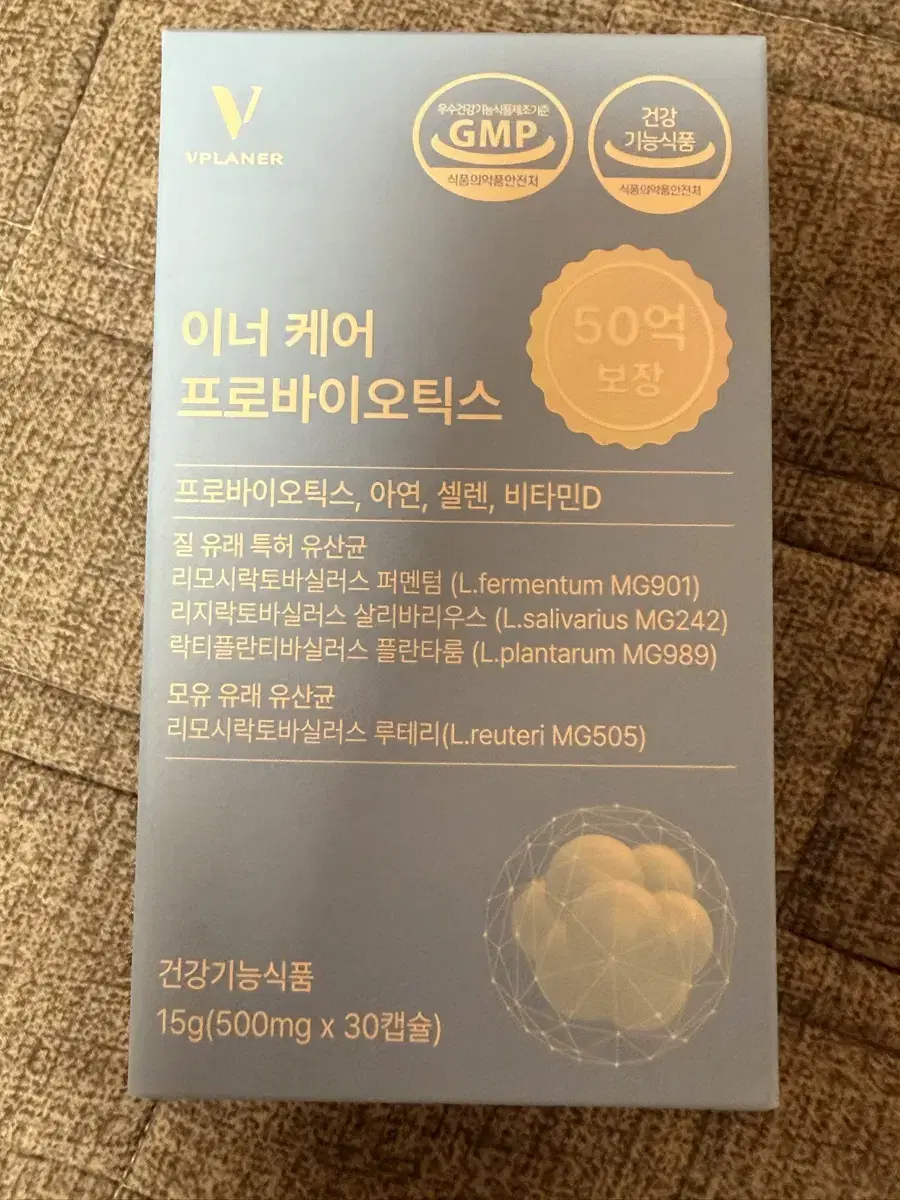 VPLANER
우수건강기능식품제조기준
GMP
식품의약품안전처
건강
기능식품
식품의약품안전처
이너 케어
프로바이오틱스
50억
보장
프로바이오틱스, 아연, 셀렌, 비타민D
질 유래 특허 유산균
리모시락토바실러스 퍼멘텀 (L.fermentum MG901)
리지락토바실러스 살리바리우스 (L.salivarius MG242)
락티플란티바실러스 플란타룸 (L.plantarum MG989)
모유 유래 유산균
리모시락토바실러스 루테리(L.reuteri MG505)
건강기능식품
15g(500mg x 30캡슐)